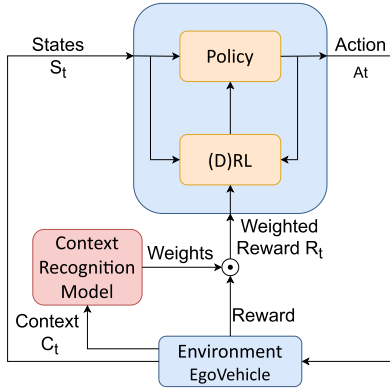 States
St
Policy
Action
At
(D)RL
Weighted
Reward Rt
Context
Recognition
Model
Weights
Reward
Context
Ct
Environment
EgoVehicle